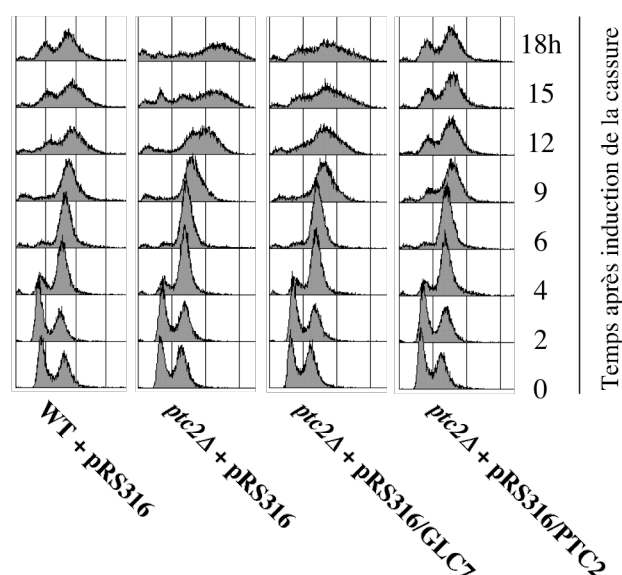 18h
15
12
9
6
4
2
0
Temps après induction de la cassure
WT + pRS316
ptc2Δ + pRS316
ptc2Δ + pRS316/GLC7
ptc2Δ + pRS316/PTC2